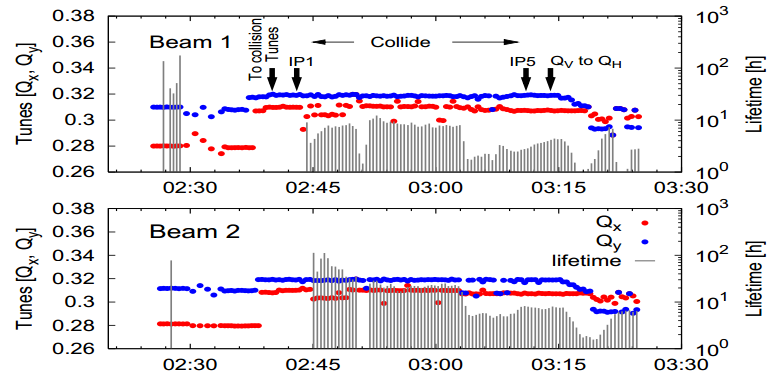 0.38
0.36
0.34
0.32
0.3
0.28
0.26
Tunes [Qx, Qy]
Beam 1
To collision
Tunes
IP1
Collide
IP5
QV to QH
10³
10²
10¹
10⁰
Lifetime [h]
02:30
02:45
03:00
03:15
03:30
0.38
0.36
0.34
0.32
0.3
0.28
0.26
Tunes [Qx, Qy]
Beam 2
Qx
Qy
lifetime
10³
10²
10¹
10⁰
Lifetime [h]
02:30
02:45
03:00
03:15
03:30